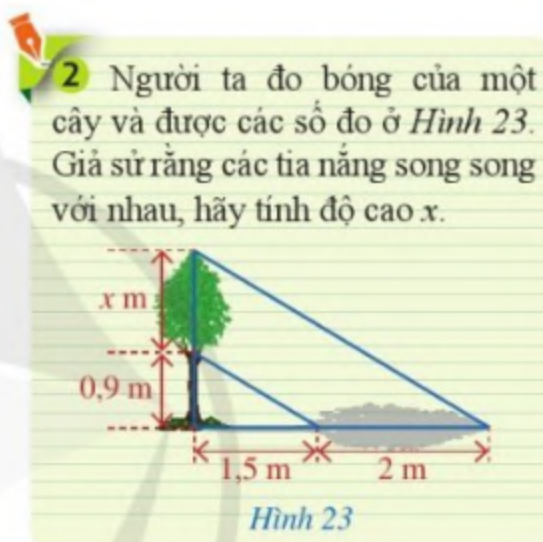 2 Người ta đo bóng của một
cây và được các số đo ở Hình 23.
Giả sử rằng các tia nắng song song
với nhau, hãy tính độ cao x.
x m
0,9 m
1,5 m
2 m
Hình 23